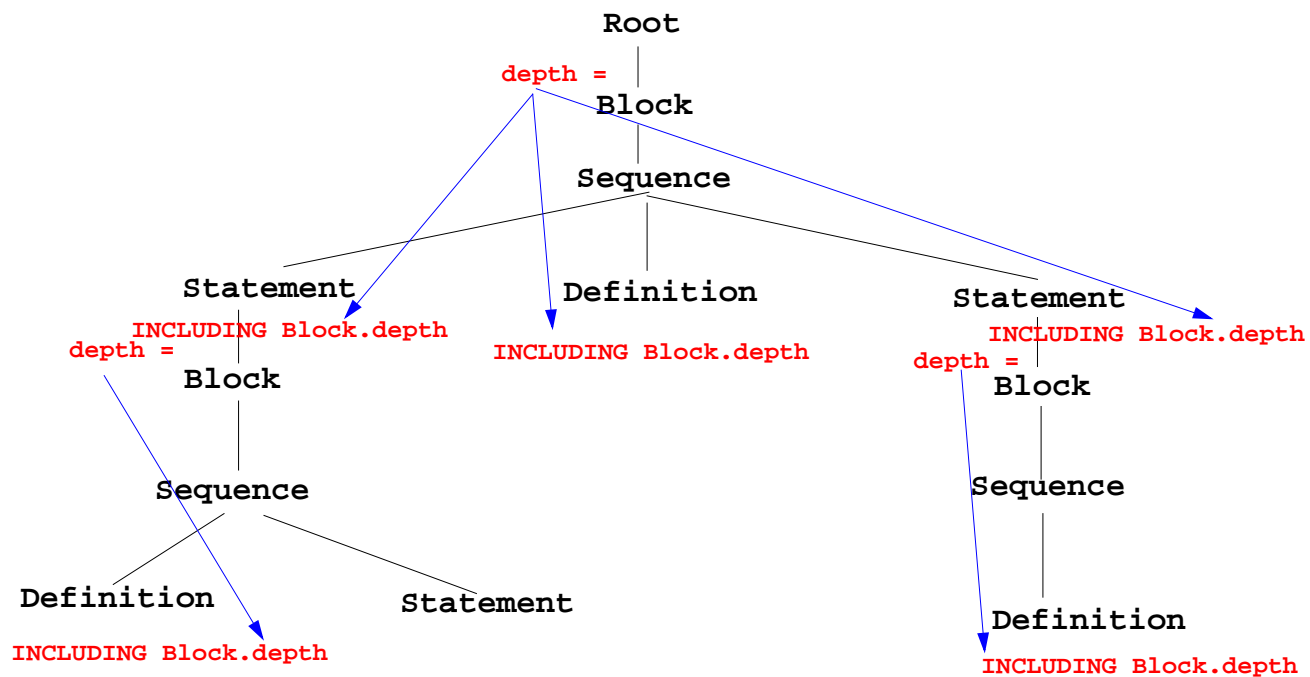 Root
depth =
Block
Sequence
Statement
Definition
Statement
INCLUDING Block.depth
INCLUDING Block.depth
INCLUDING Block.depth
depth =
depth =
Block
Block
Sequence
Sequence
Definition
Statement
Definition
INCLUDING Block.depth
INCLUDING Block.depth